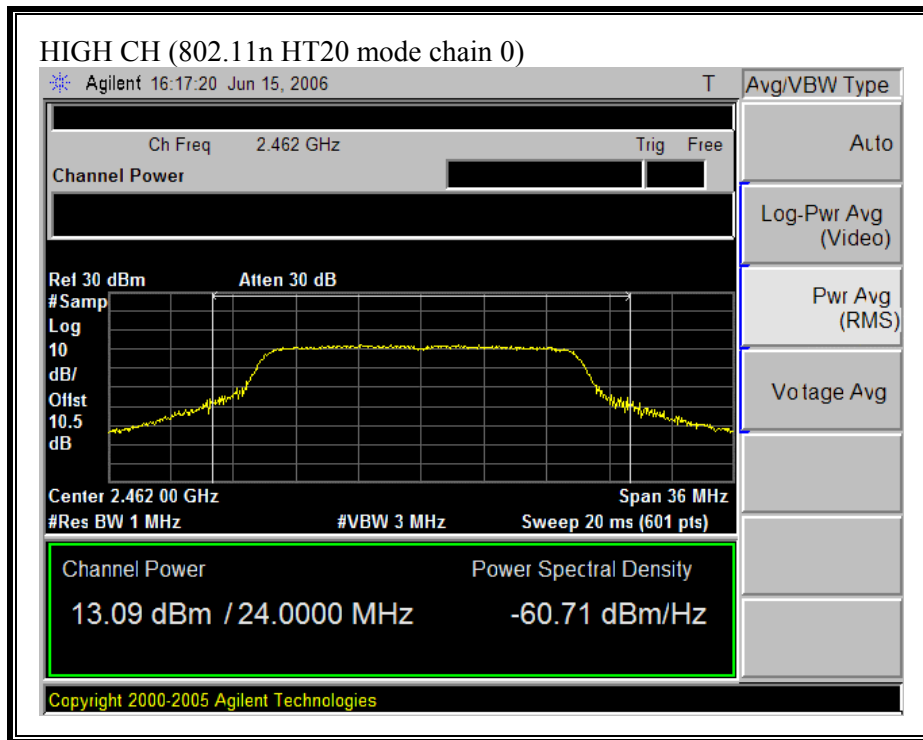 HIGH CH (802.11n HT20 mode chain 0)
Agilent 16:17:20 Jun 15, 2006 T
Avg/VBW Type
Ch Freq 2.462 GHz Trig Free
Channel Power
Auto
Log-Pwr Avg
(Video)
Pwr Avg
(RMS)
Voltage Avg
Ref 30 dBm Atten 30 dB
#Samp
Log
10
dB/
Offst
10.5
dB
Center 2.462 00 GHz Span 36 MHz
#Res BW 1 MHz #VBW 3 MHz Sweep 20 ms (601 pts)
Channel Power Power Spectral Density
13.09 dBm / 24.0000 MHz -60.71 dBm/Hz
Copyright 2000-2005 Agilent Technologies